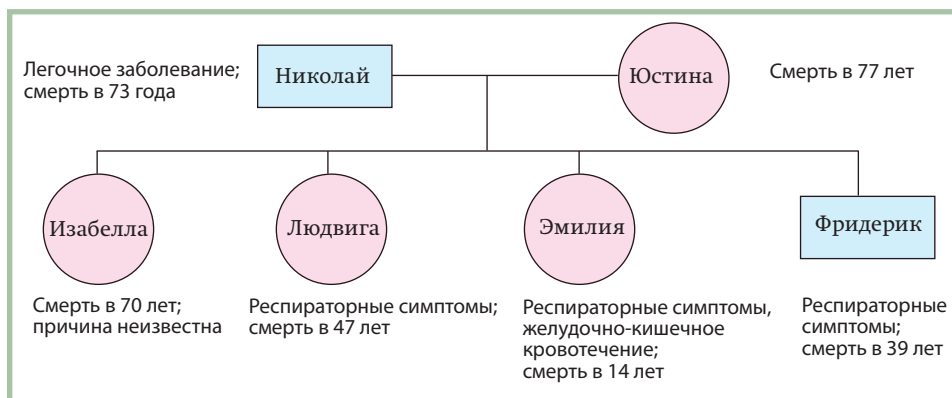 Легочное заболевание;
смерть в 73 года
Николай
Юстина
Смерть в 77 лет
Изабелла
Людвига
Эмилия
Фридерик
Смерть в 70 лет;
причина неизвестна
Респираторные симптомы;
смерть в 47 лет
Респираторные симптомы,
желудочно-кишечное
кровотечение;
смерть в 14 лет
Респираторные
симптомы;
смерть в 39 лет